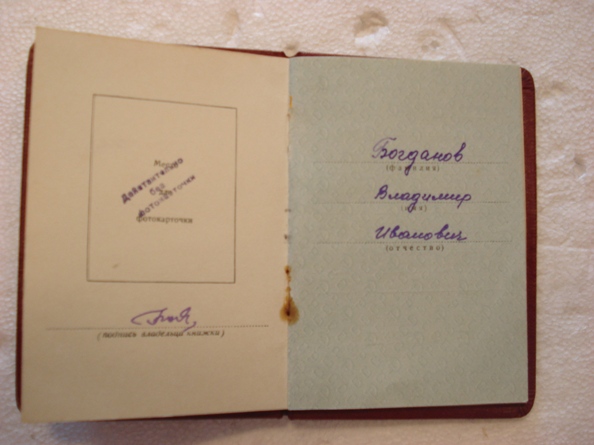 Место
Действительно
без
для
фотокарточки
фотокарточки
(подпись владельца книжки)
Богданов
(фамилия)
Владимир
(имя)
Иванович
(отчество)